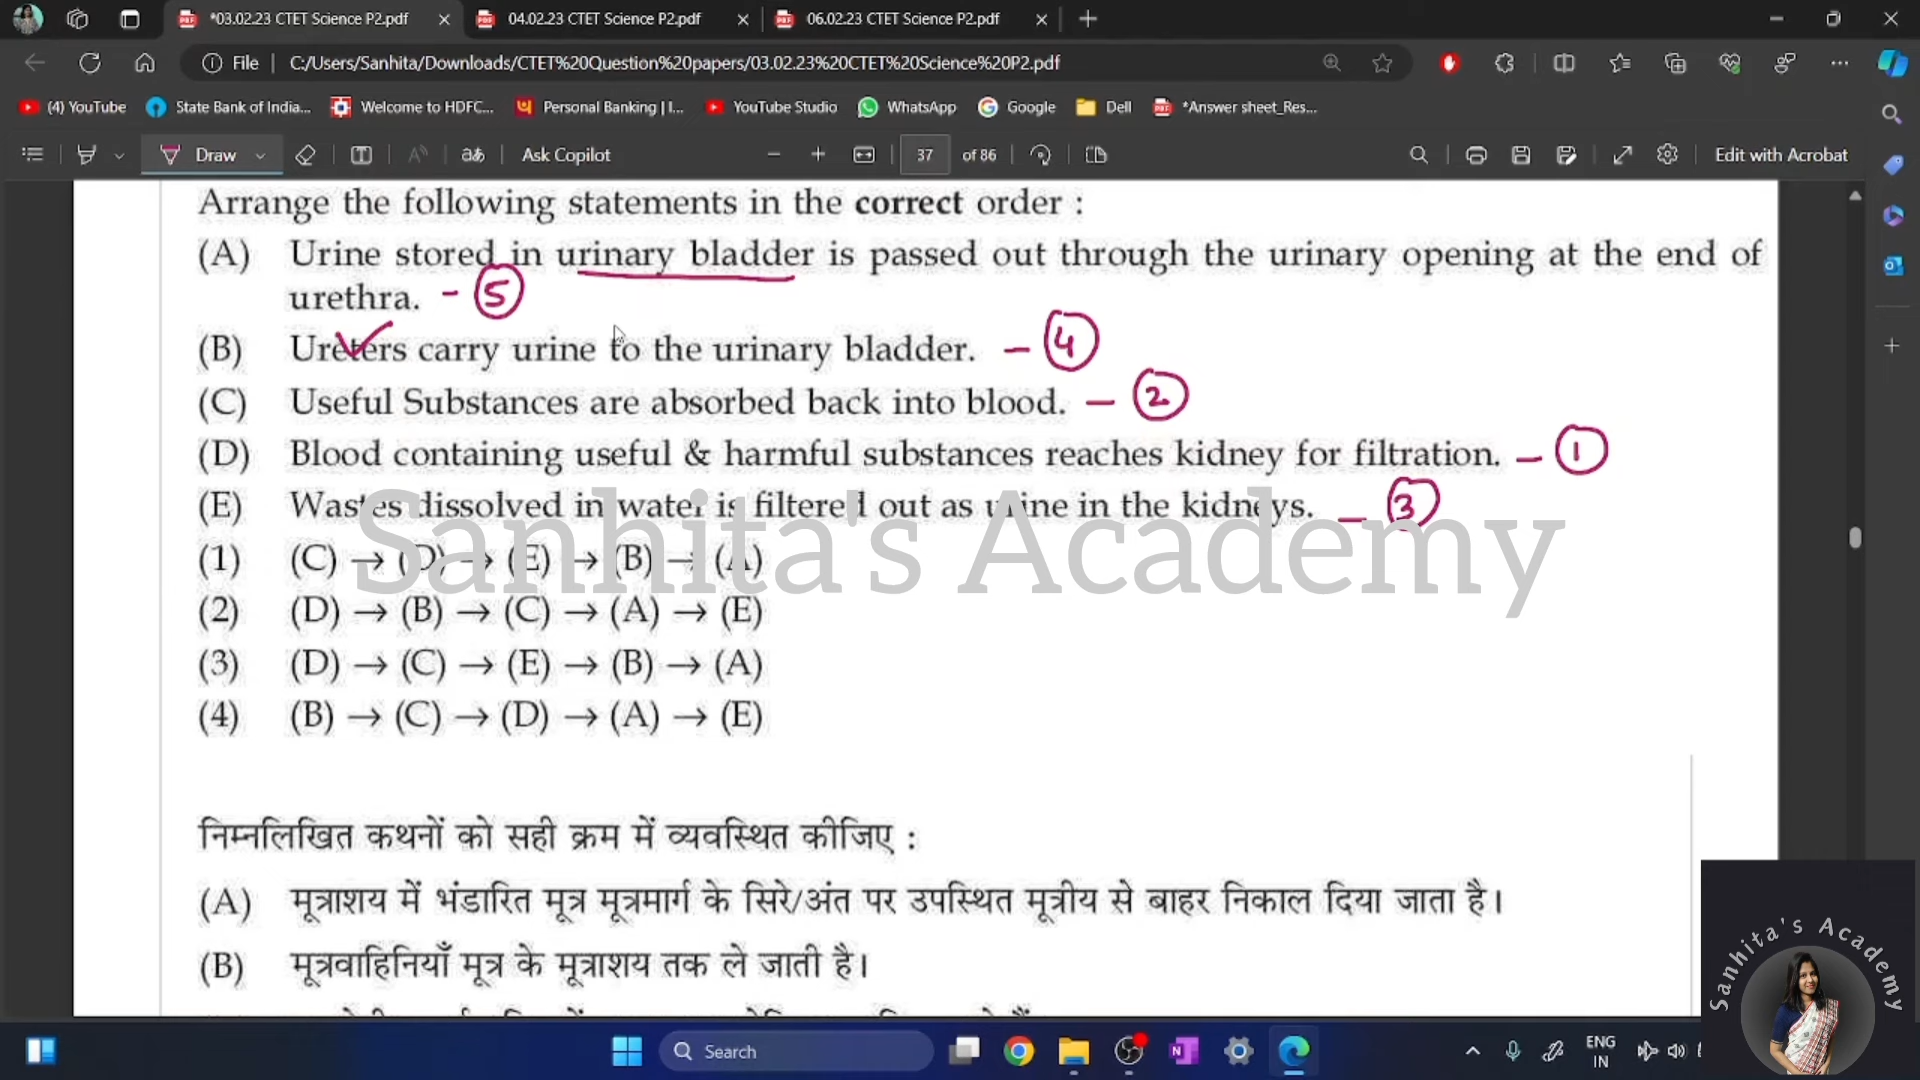 *03.02.23 CTET Science P2.pdf
04.02.23 CTET Science P2.pdf
06.02.23 CTET Science P2.pdf
File
C:/Users/Sanhita/Downloads/CTET%20Question%20papers/03.02.23%20CTET%20Science%20P2.pdf
(4) YouTube
State Bank of India...
Welcome to HDFC...
Personal Banking | I...
YouTube Studio
WhatsApp
Google
Dell
*Answer sheet_Res...
Draw
Ask Copilot
37 of 86
Edit with Acrobat
Arrange the following statements in the correct order :
(A) Urine stored in urinary bladder is passed out through the urinary opening at the end of
urethra. - 5
(B) Ureters carry urine to the urinary bladder. - 4
(C) Useful Substances are absorbed back into blood. - 2
(D) Blood containing useful & harmful substances reaches kidney for filtration. - 1
(E) Wastes dissolved in water is filtered out as urine in the kidneys. - 3
Sanhita's Academy
(1) (C) → (D) → (E) → (B) → (A)
(2) (D) → (B) → (C) → (A) → (E)
(3) (D) → (C) → (E) → (B) → (A)
(4) (B) → (C) → (D) → (A) → (E)
निम्नलिखित कथनों को सही क्रम में व्यवस्थित कीजिए :
(A) मूत्राशय में भंडारित मूत्र मूत्रमार्ग के सिरे/अंत पर उपस्थित मूत्रीय से बाहर निकाल दिया जाता है।
(B) मूत्रवाहिनियाँ मूत्र के मूत्राशय तक ले जाती है।
Sanhita's Academy
Search
ENG
IN